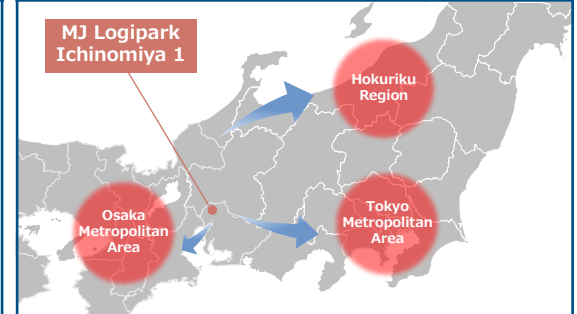 MJ Logipark
Ichinomiya 1
Hokuriku
Region
Osaka
Metropolitan
Area
Tokyo
Metropolitan
Area